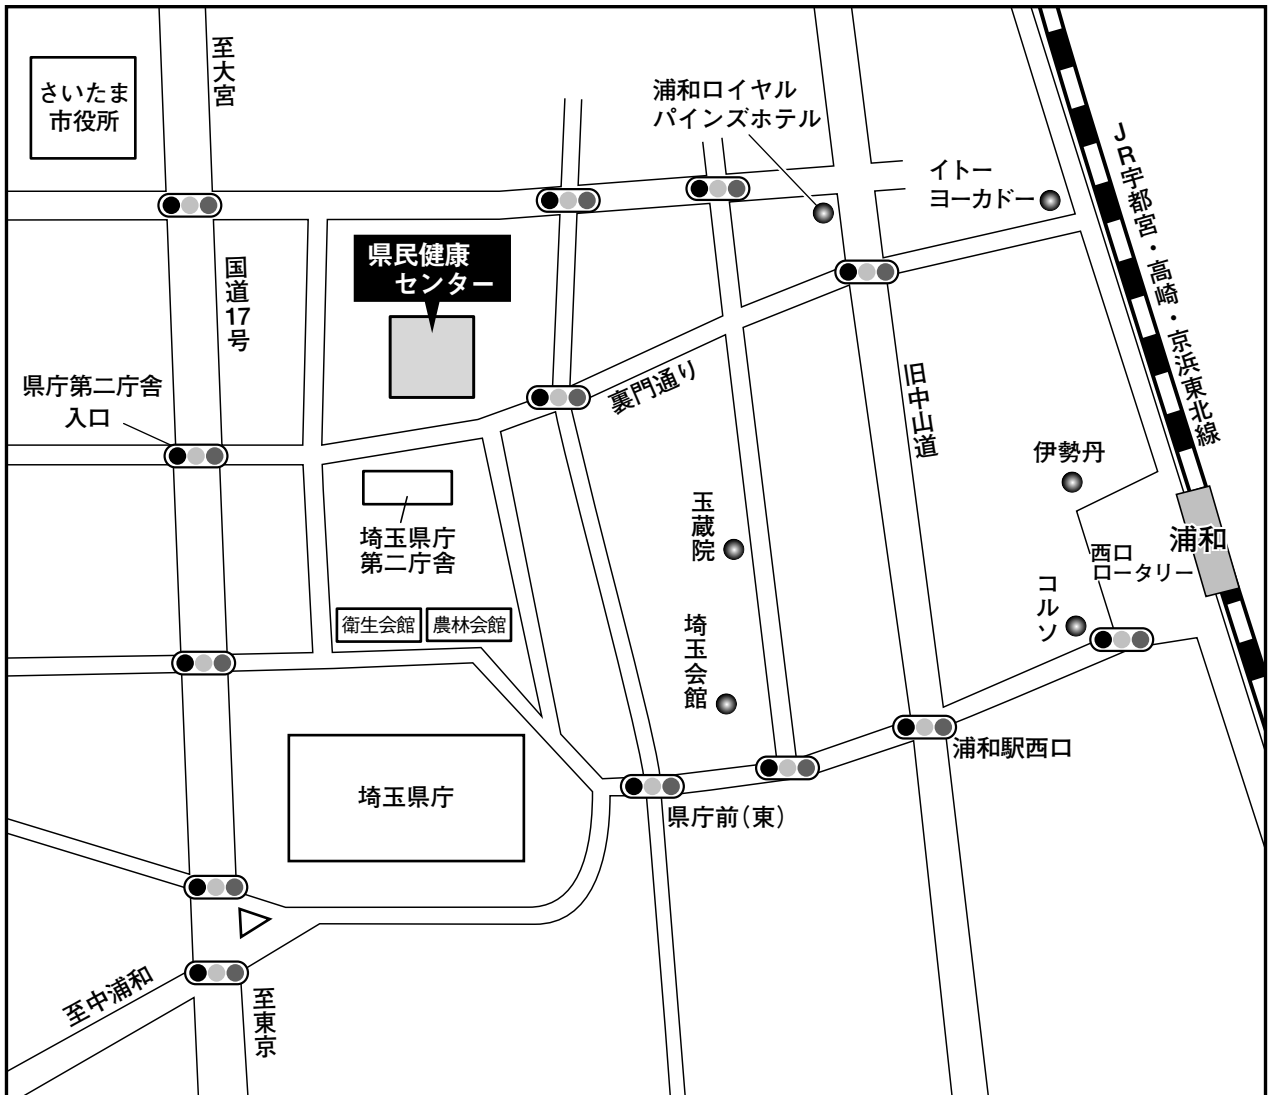 至大宮
さいたま
市役所
浦和ロイヤル
パインズホテル
イトー
ヨーカドー
JR宇都宮・高崎・京浜東北線
県民健康
センター
国道17号
県庁第二庁舎
入口
裏門通り
旧中山道
伊勢丹
埼玉県庁
第二庁舎
玉蔵院
浦和
西口
ロータリー
コルソ
衛生会館
農林会館
埼玉会館
浦和駅西口
埼玉県庁
県庁前(東)
至中浦和
至東京